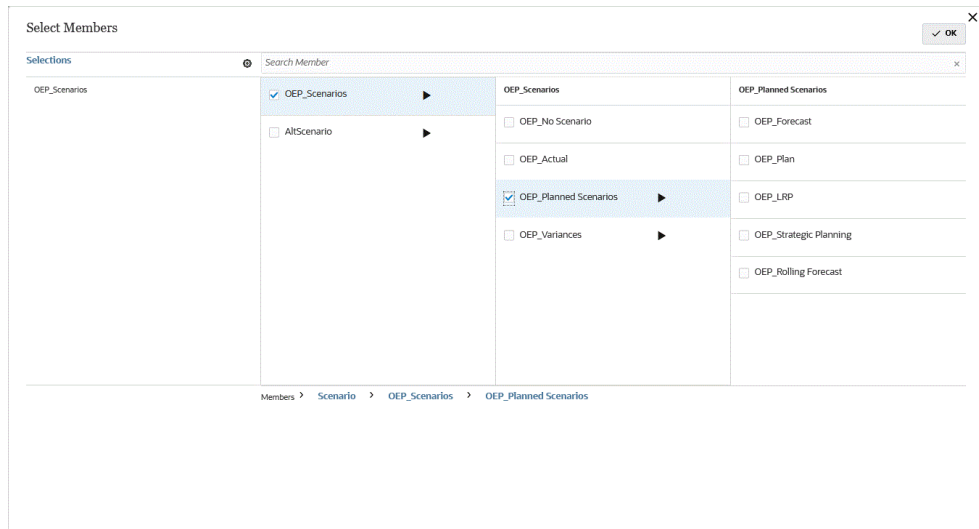 Select Members
OK
Selections
Search Member
OEP_Scenarios
OEP_Scenarios
AltScenario
OEP_Scenarios
OEP_No Scenario
OEP_Actual
OEP_Planned Scenarios
OEP_Variances
OEP_Planned Scenarios
OEP_Forecast
OEP_Plan
OEP_LRP
OEP_Strategic Planning
OEP_Rolling Forecast
Members > Scenario > OEP_Scenarios > OEP_Planned Scenarios